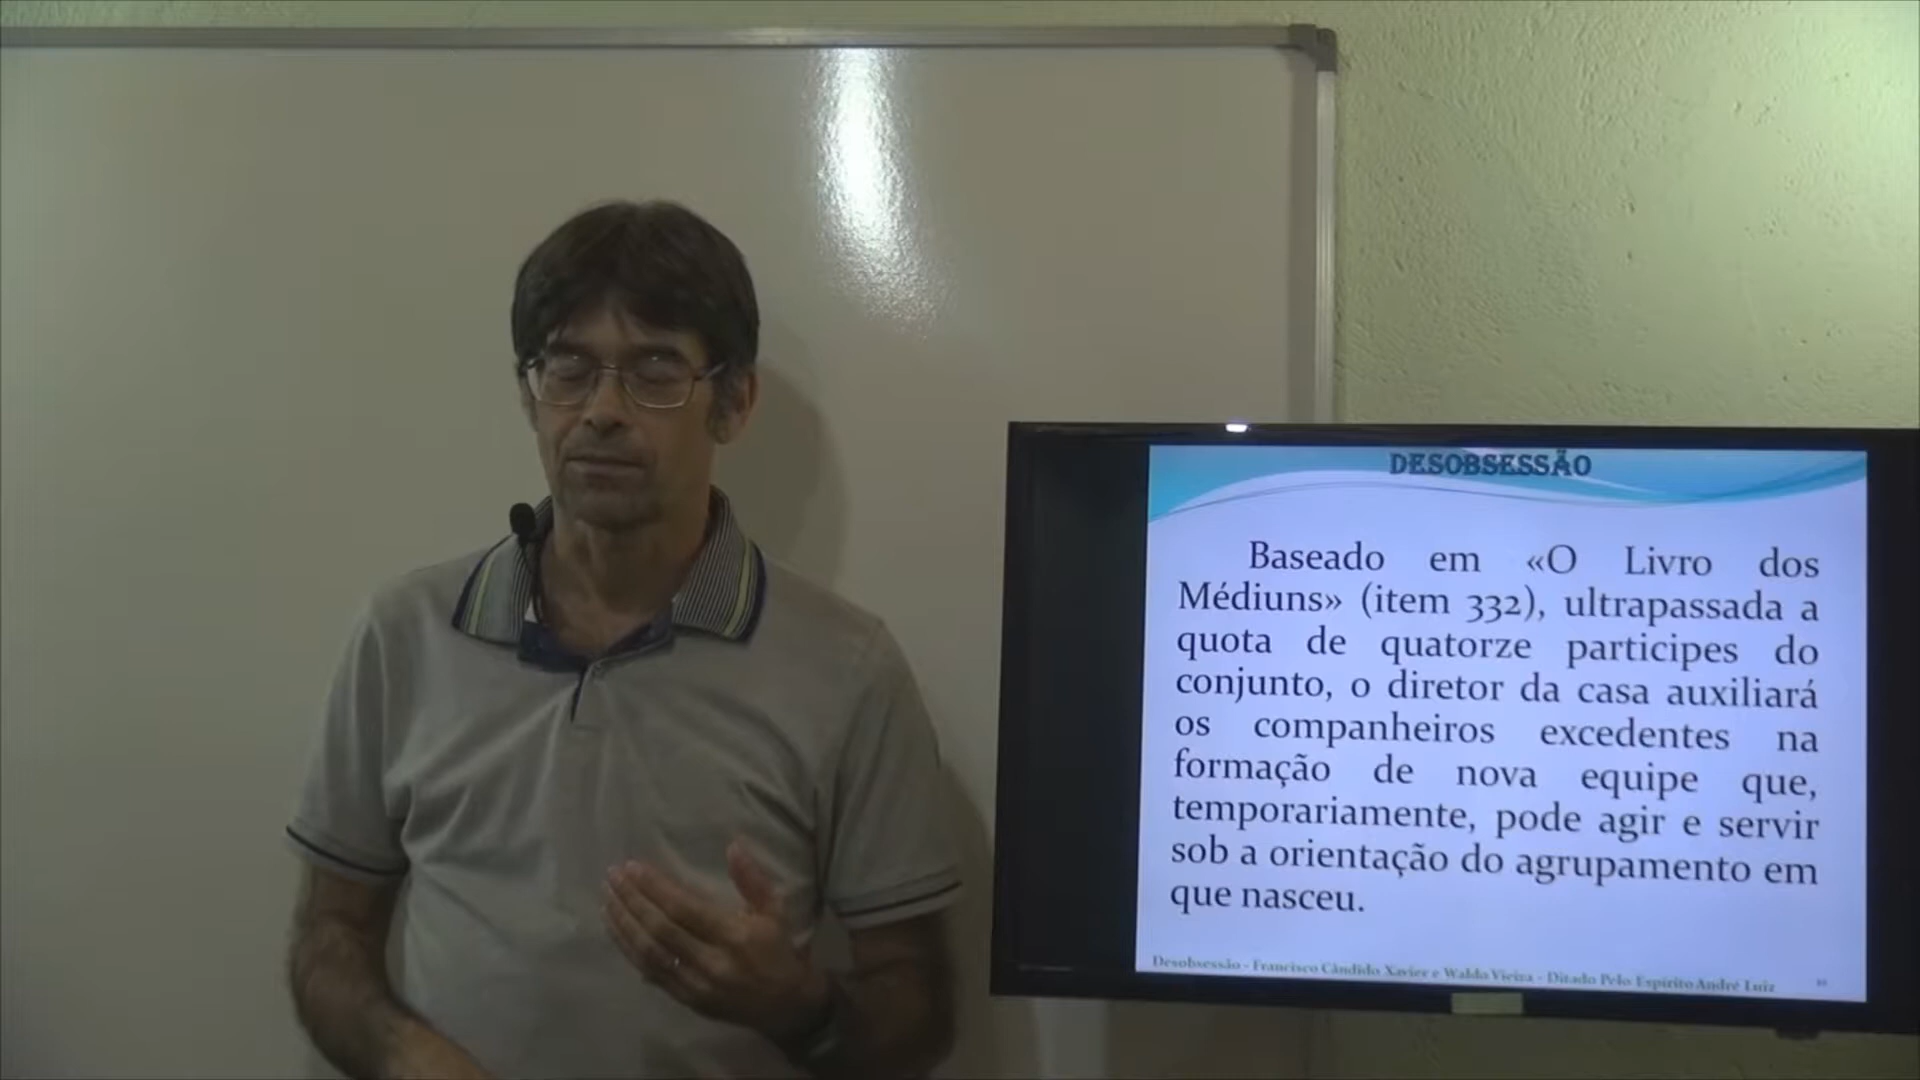 DESOBSESSÃO
Baseado em «O Livro dos
Médiuns» (item 332), ultrapassada a
quota de quatorze participes do
conjunto, o diretor da casa auxiliará
os companheiros excedentes na
formação de nova equipe que,
temporariamente, pode agir e servir
sob a orientação do agrupamento em
que nasceu.
Desobsessão - Francisco Cândido Xavier e Waldo Vieira - Ditado Pelo Espírito André Luiz